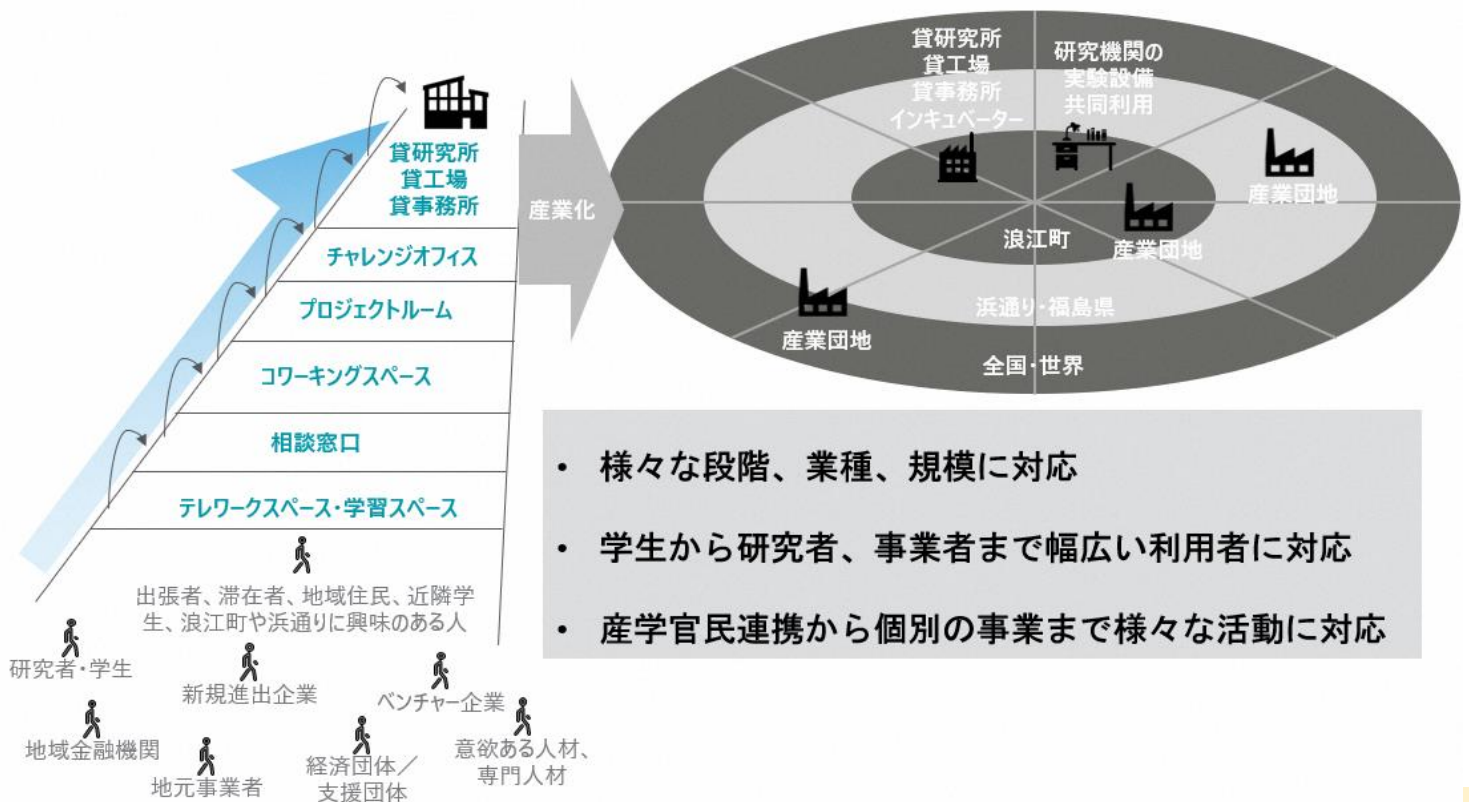 貸研究所
貸工場
貸事務所
チャレンジオフィス
プロジェクトルーム
コワーキングスペース
相談窓口
テレワークスペース・学習スペース
出張者、滞在者、地域住民、近隣学
生、浪江町や浜通りに興味のある人
研究者・学生
新規進出企業
ベンチャー企業
地域金融機関
地元事業者
経済団体／
支援団体
意欲ある人材、
専門人材
産業化
貸研究所
貸工場
貸事務所
インキュベーター
研究機関の
実験設備
共同利用
産業団地
浪江町
産業団地
浜通り・福島県
産業団地
全国・世界
• 様々な段階、業種、規模に対応
• 学生から研究者、事業者まで幅広い利用者に対応
• 産学官民連携から個別の事業まで様々な活動に対応